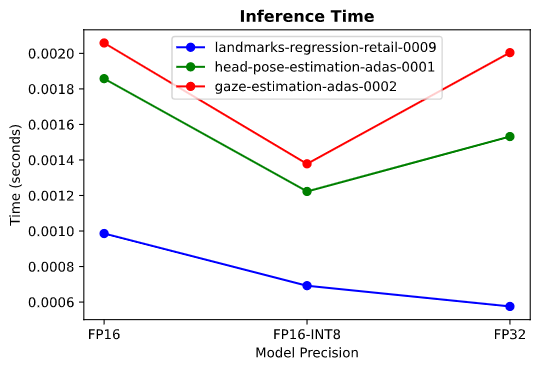 Inference Time
landmarks-regression-retail-0009
head-pose-estimation-adas-0001
gaze-estimation-adas-0002
Time (seconds)
0.0020
0.0018
0.0016
0.0014
0.0012
0.0010
0.0008
0.0006
FP16
FP16-INT8
FP32
Model Precision